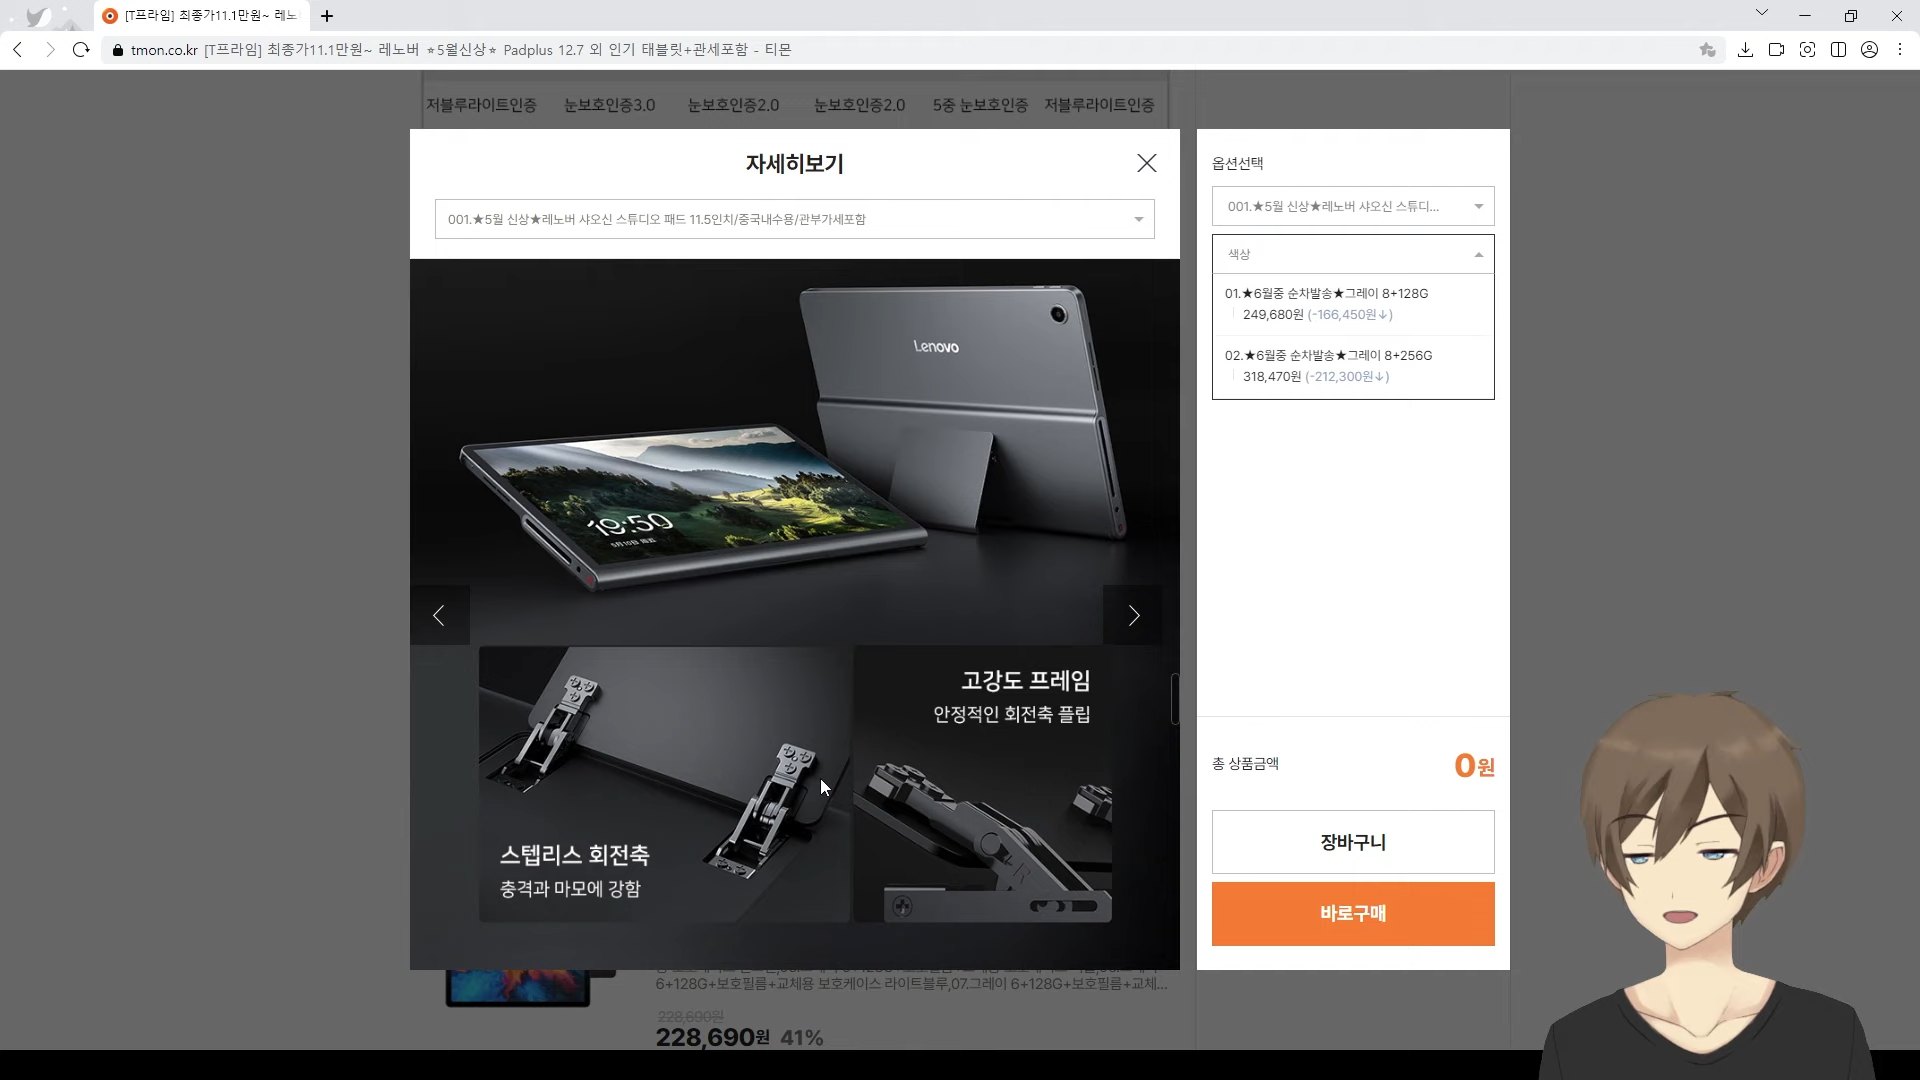 [T프라임] 최종가11.1만원~ 레노
tmon.co.kr [T프라임] 최종가11.1만원~ 레노버 ★5월신상★ Padplus 12.7 외 인기 태블릿+관세포함 - 티몬
저블루라이트인증 눈보호인증3.0 눈보호인증2.0 눈보호인증2.0 5중 눈보호인증 저블루라이트인증
자세히보기
001.★5월 신상★레노버 샤오신 스튜디오 패드 11.5인치/중국내수용/관부가세포함
Lenovo
19:50
고강도 프레임
안정적인 회전축 플립
스텝리스 회전축
충격과 마모에 강함
옵션선택
001.★5월 신상★레노버 샤오신 스튜디...
색상
01.★6월중 순차발송★그레이 8+128G
249,680원 (-166,450원↓)
02.★6월중 순차발송★그레이 8+256G
318,470원 (-212,300원↓)
총 상품금액
0원
장바구니
바로구매
6+128G+보호필름+교체용 보호케이스 라이트블루,07.그레이 6+128G+보호필름+교체...
228,690원
228,690원 41%